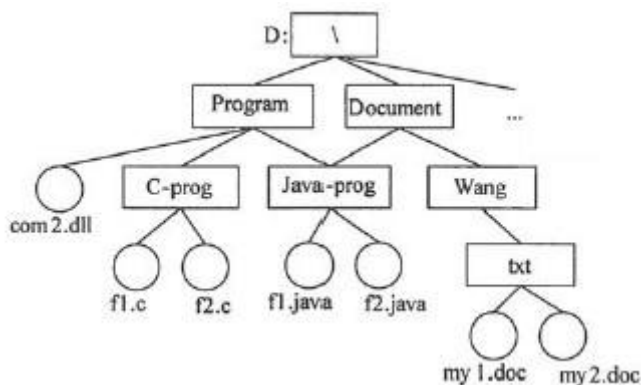 D: \
Program Document ...
C-prog Java-prog Wang
com2.dll
f1.c f2.c f1.java f2.java txt
my1.doc my2.doc